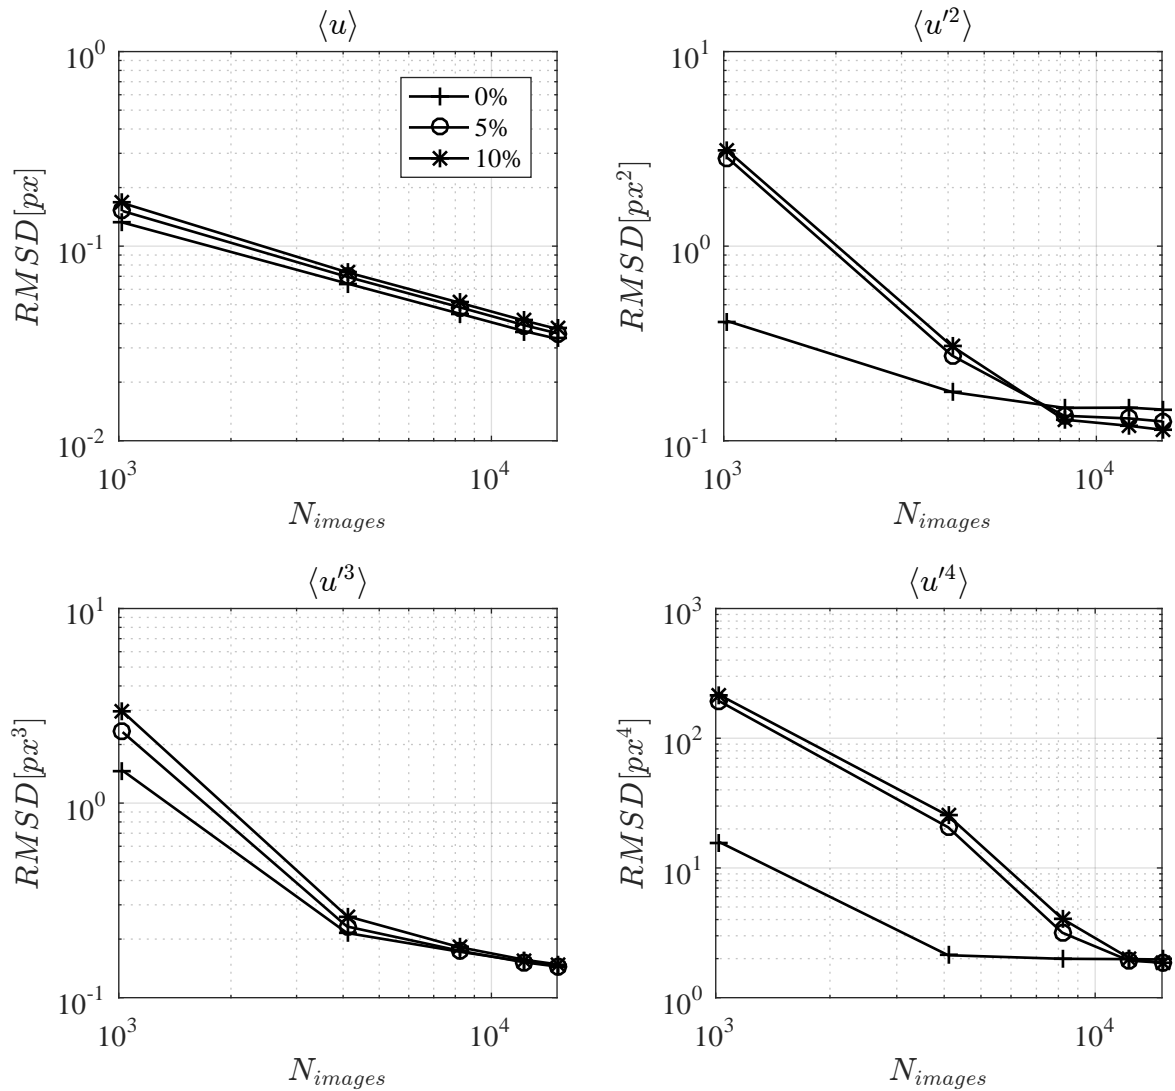 ⟨u⟩
10⁰
10⁻¹
10⁻²
RMSD[px]
0%
5%
10%
10³
10⁴
N_images
⟨u′²⟩
10¹
10⁰
10⁻¹
RMSD[px²]
10³
10⁴
N_images
⟨u′³⟩
10¹
10⁰
10⁻¹
RMSD[px³]
10³
10⁴
N_images
⟨u′⁴⟩
10³
10²
10¹
10⁰
RMSD[px⁴]
10³
10⁴
N_images